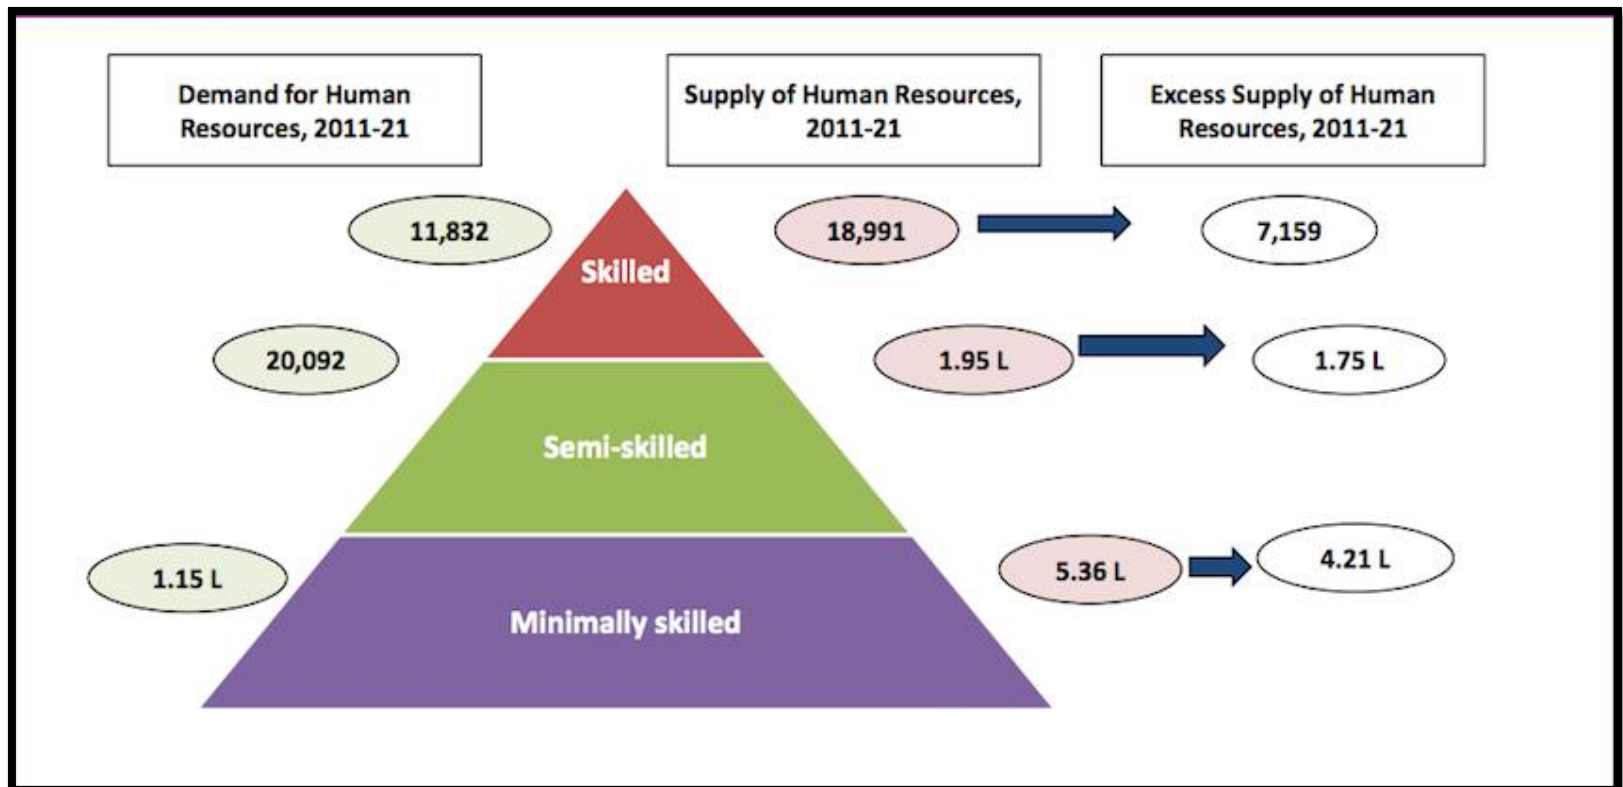 Demand for Human
Resources, 2011-21
Supply of Human Resources,
2011-21
Excess Supply of Human
Resources, 2011-21
11,832
Skilled
18,991
7,159
20,092
1.95 L
1.75 L
Semi-skilled
1.15 L
5.36 L
4.21 L
Minimally skilled